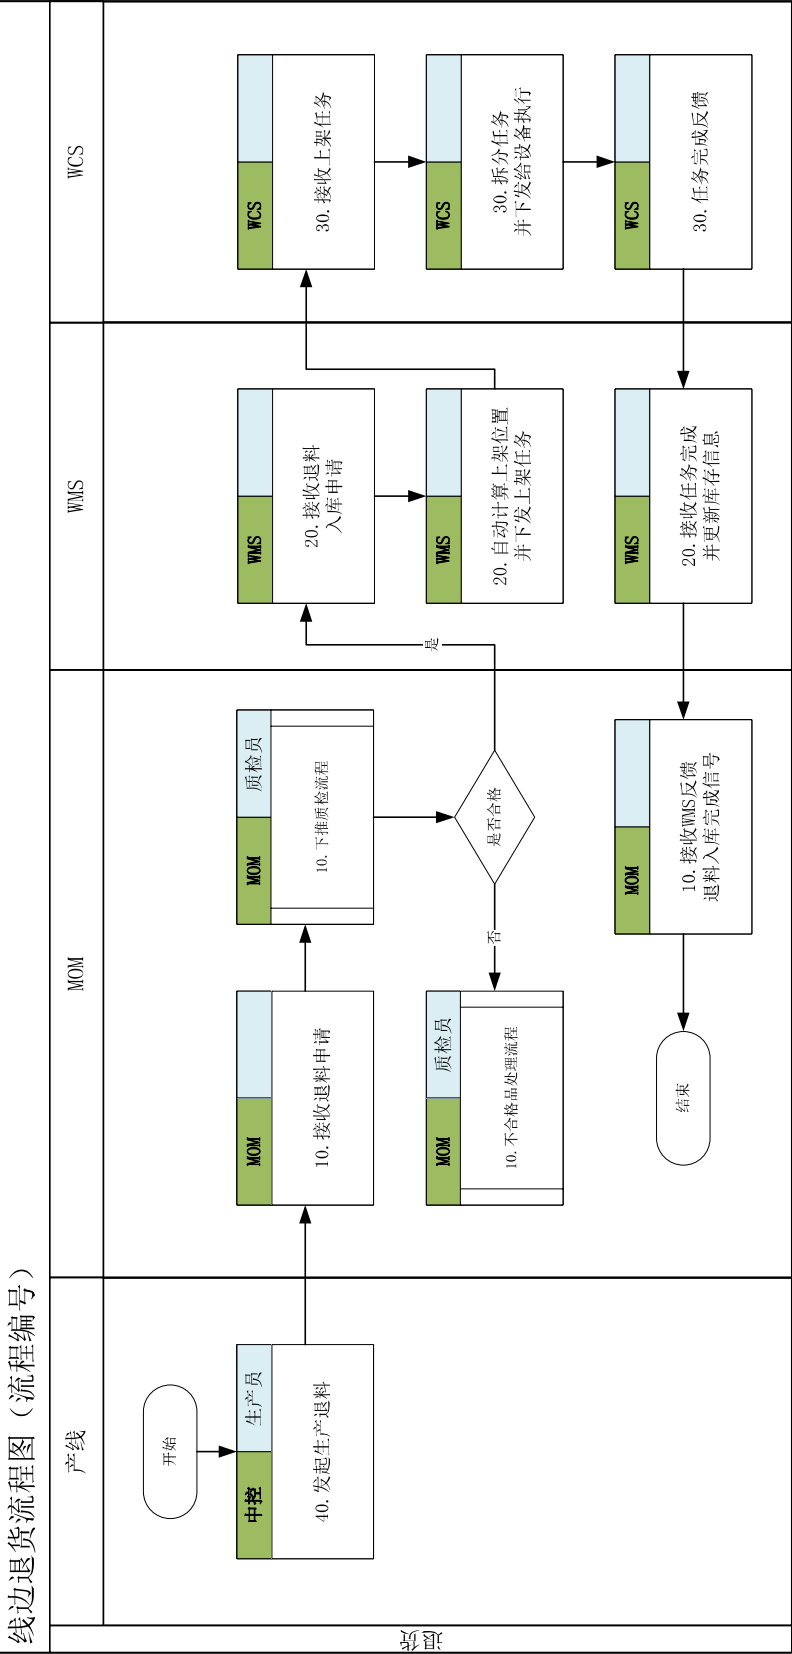 线边退货流程图（流程编号）
产线
MOM
WMS
WCS
退货
开始
中控
生产员
40.发起生产退料
MOM
10.接收退料申请
MOM
质检员
10.下推质检流程
是否合格
是
否
MOM
质检员
10.不合格品处理流程
WMS
20.接收退料
入库申请
WMS
20.自动计算上架位置
并下发上架任务
WCS
30.接收上架任务
WCS
30.拆分任务
并下发给设备执行
WCS
30.任务完成反馈
WMS
20.接收任务完成
并更新库存信息
MOM
10.接收WMS反馈
退料入库完成信号
结束